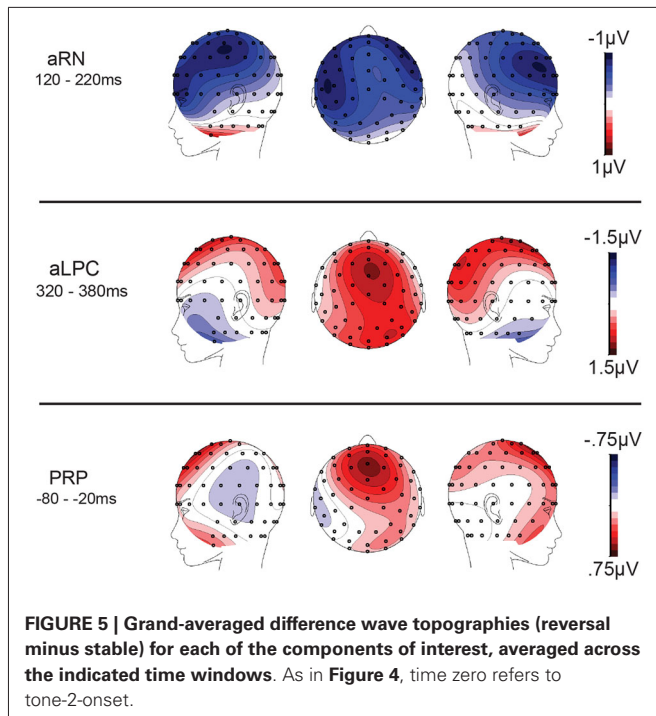 aRN
120 - 220ms
-1µV
1µV
aLPC
320 - 380ms
-1.5µV
1.5µV
PRP
-80 - -20ms
-.75µV
.75µV
FIGURE 5 | Grand-averaged difference wave topographies (reversal
minus stable) for each of the components of interest, averaged across
the indicated time windows. As in Figure 4, time zero refers to
tone-2-onset.